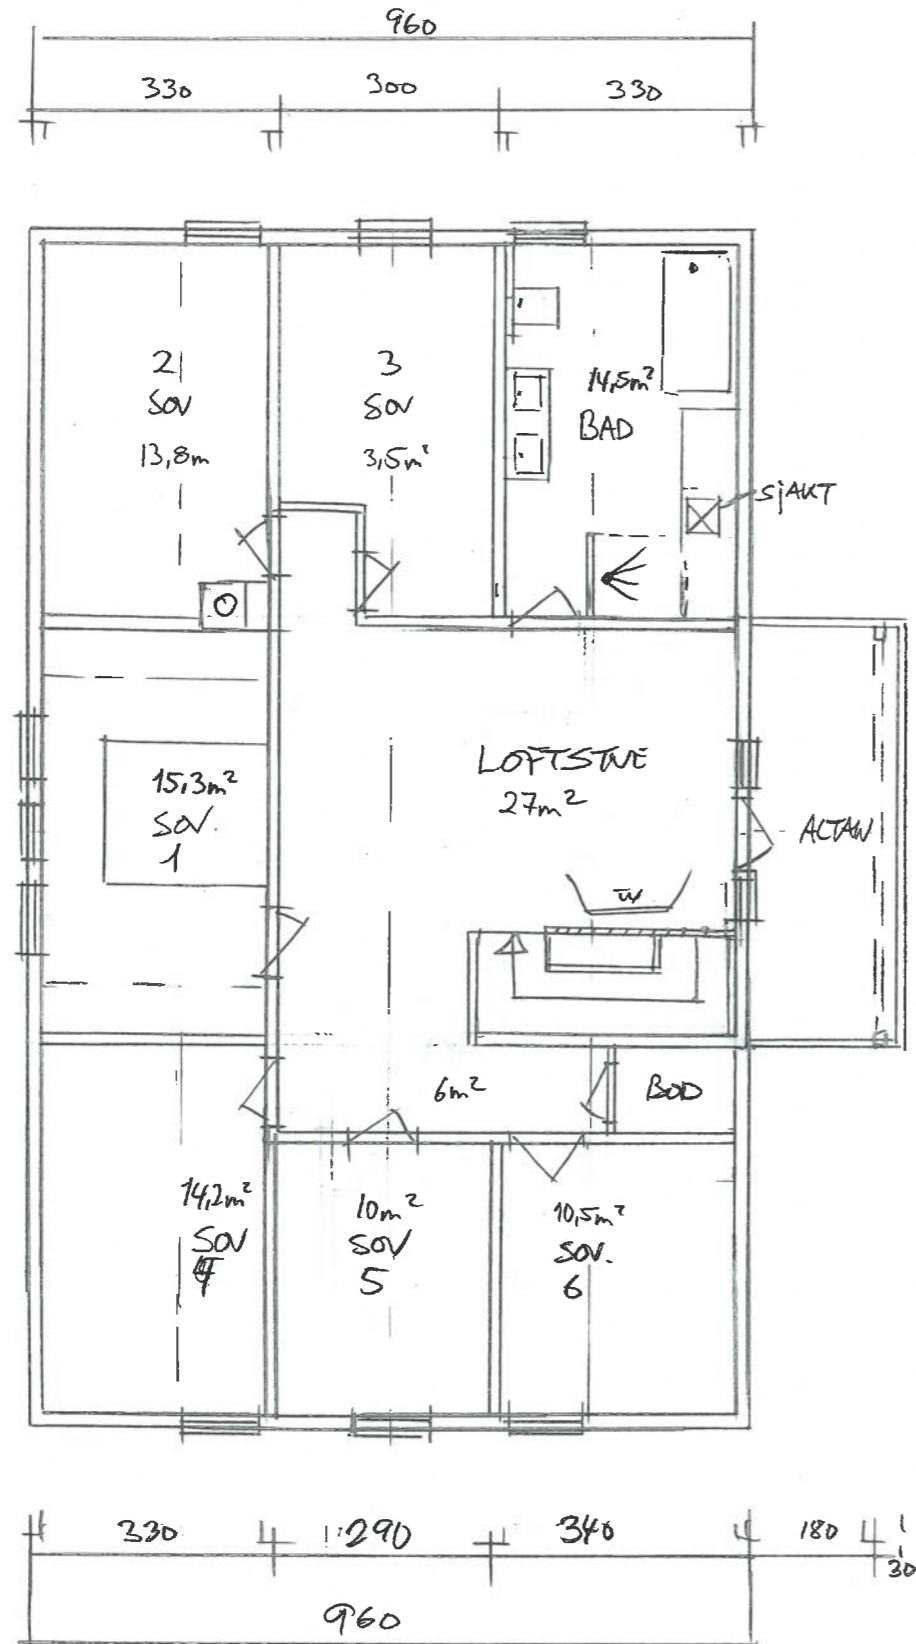 960
330 300 330
2
SOV
13,8m
3
SOV
3,5m²
14,5m²
BAD
SjAKT
15,3m²
SOV.
1
LOFTSTUE
27m²
ALTAN
TV
6m²
BOD
14,2m²
SOV
4
10m²
SOV
5
10,5m²
SOV.
6
330 290 340 180 30
960